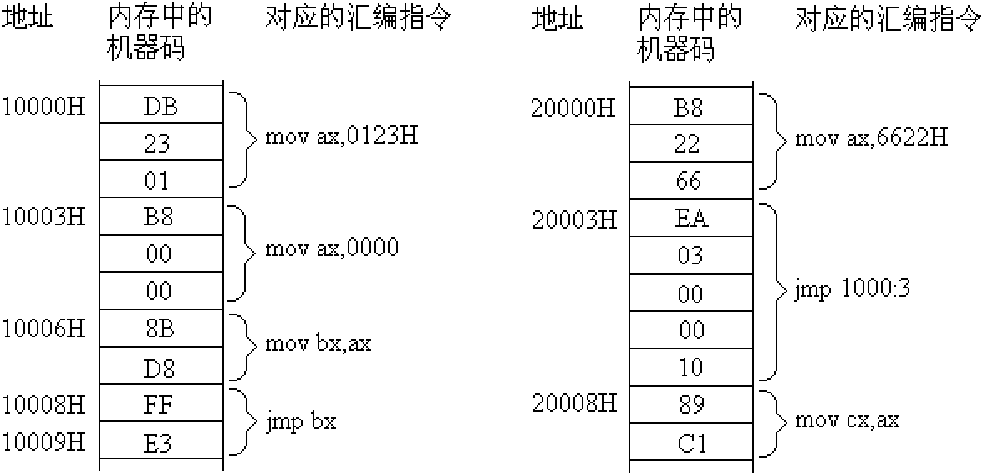 地址 内存中的机器码 对应的汇编指令
10000H DB mov ax,0123H
23
01
10003H B8 mov ax,0000
00
00
10006H 8B mov bx,ax
D8
10008H FF jmp bx
10009H E3
地址 内存中的机器码 对应的汇编指令
20000H B8 mov ax,6622H
22
66
20003H EA jmp 1000:3
03
00
00
10
20008H 89 mov cx,ax
C1